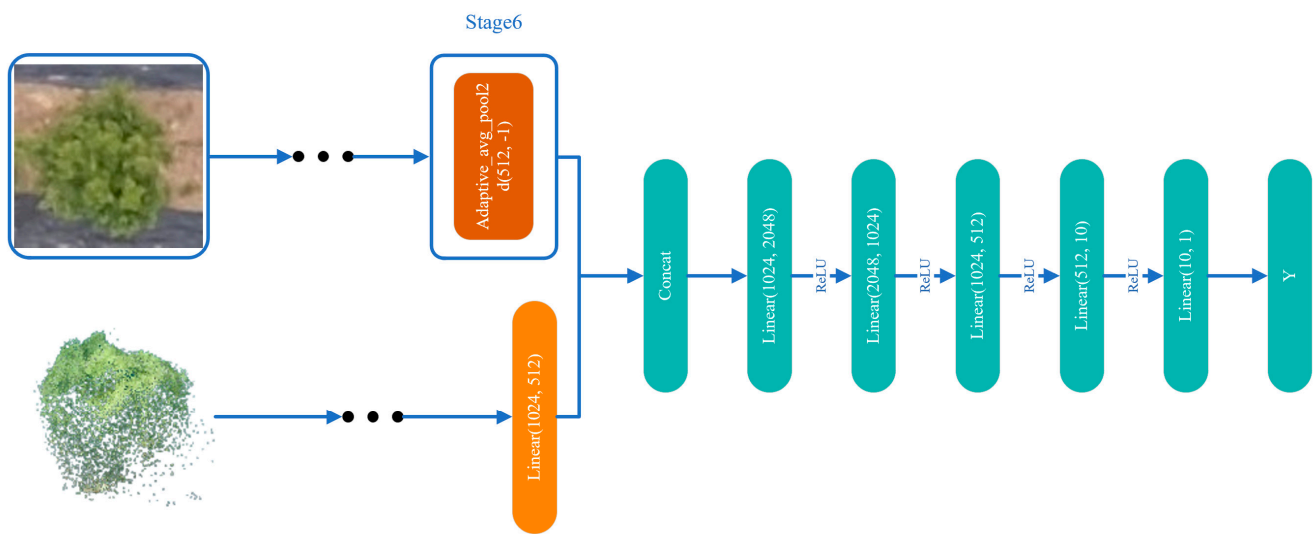 Stage6
Adaptive_avg_pool2
d(512, -1)
Linear(1024, 512)
Concat
Linear(1024, 2048)
ReLU
Linear(2048, 1024)
ReLU
Linear(1024, 512)
ReLU
Linear(512, 10)
ReLU
Linear(10, 1)
Y